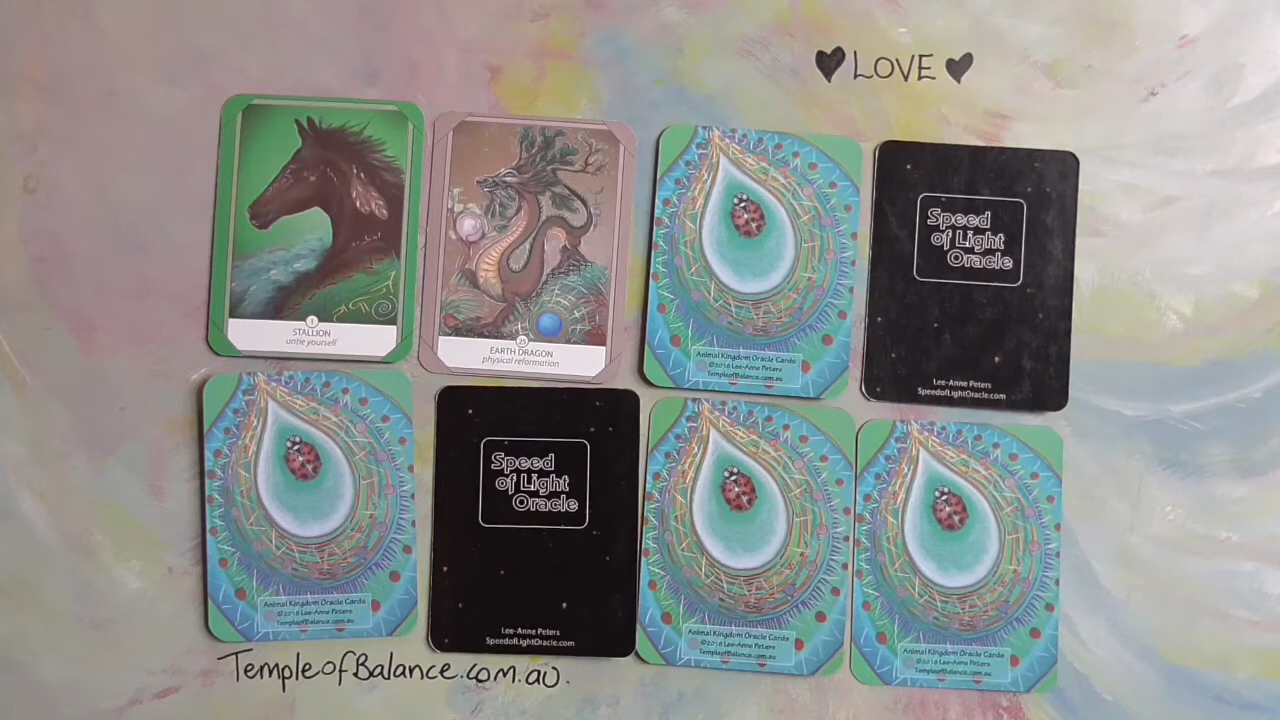 ♥ LOVE ♥
1
STALLION
untie yourself
25
EARTH DRAGON
physical reformation
Animal Kingdom Oracle Cards
©2018 Lee-Anne Peters
TempleofBalance.com.au
Speed
of Light
Oracle
Lee-Anne Peters
SpeedofLightOracle.com
Animal Kingdom Oracle Cards
©2018 Lee-Anne Peters
TempleofBalance.com.au
Speed
of Light
Oracle
Lee-Anne Peters
SpeedofLightOracle.com
Animal Kingdom Oracle Cards
©2018 Lee-Anne Peters
TempleofBalance.com.au
Animal Kingdom Oracle Cards
©2018 Lee-Anne Peters
TempleofBalance.com.au
TempleofBalance.com.au.